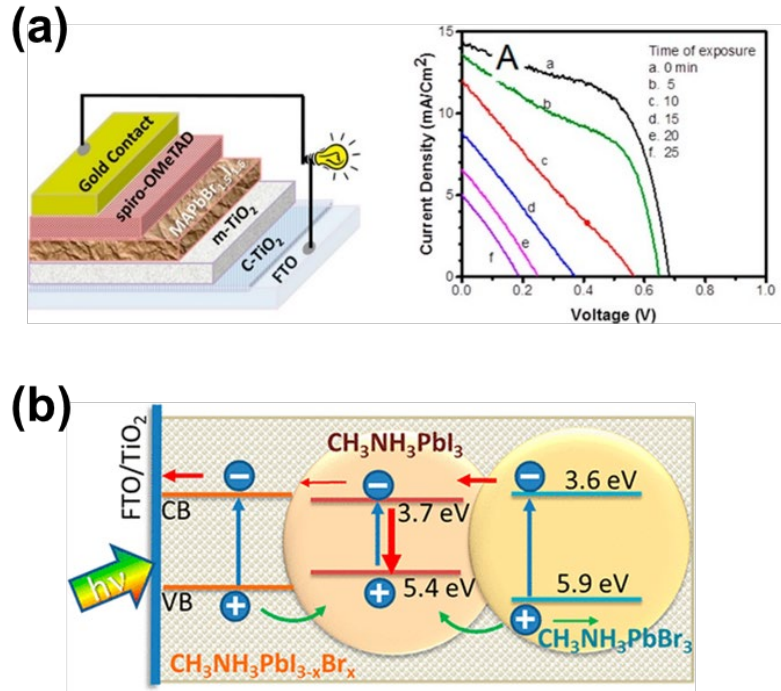 (a)
Gold Contact
spiro-OMeTAD
m-TiO₂
C-TiO₂
FTO
15
10
5
0
0.0 0.2 0.4 0.6 0.8 1.0
Current Density (mA/Cm²)
Voltage (V)
A
Time of exposure
a. 0 min
b. 5
c. 10
d. 15
e. 20
f. 25
a
b
c
d
e
f
(b)
FTO/TiO₂
hν
CB
VB
CH₃NH₃PbI₃
3.7 eV
5.4 eV
3.6 eV
5.9 eV
CH₃NH₃PbBr₃
CH₃NH₃PbI₃₋ₓBrₓ